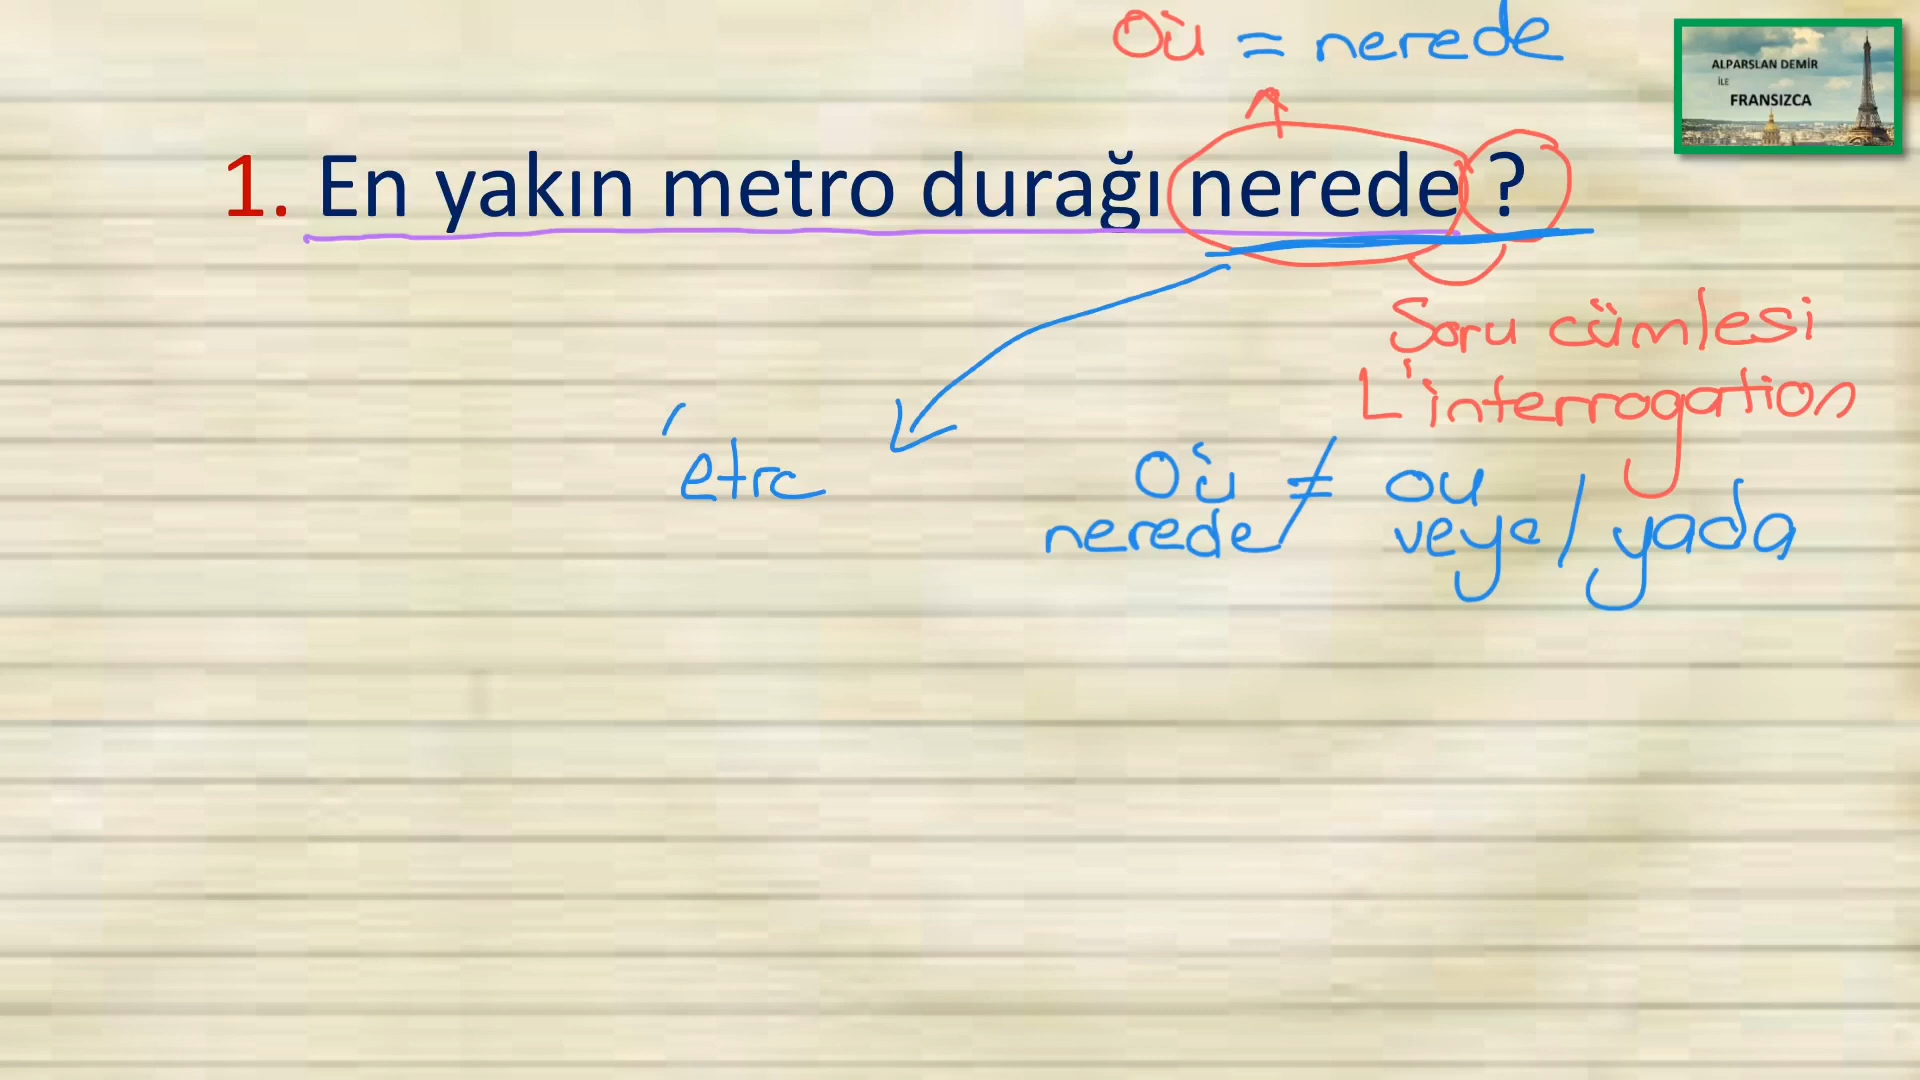 Où = nerede
ALPARSLAN DEMİR
İLE
FRANSIZCA
1. En yakın metro durağı nerede ?
Soru cümlesi
L'interrogation
etre
Où ≠ ou
nerede veya / yada